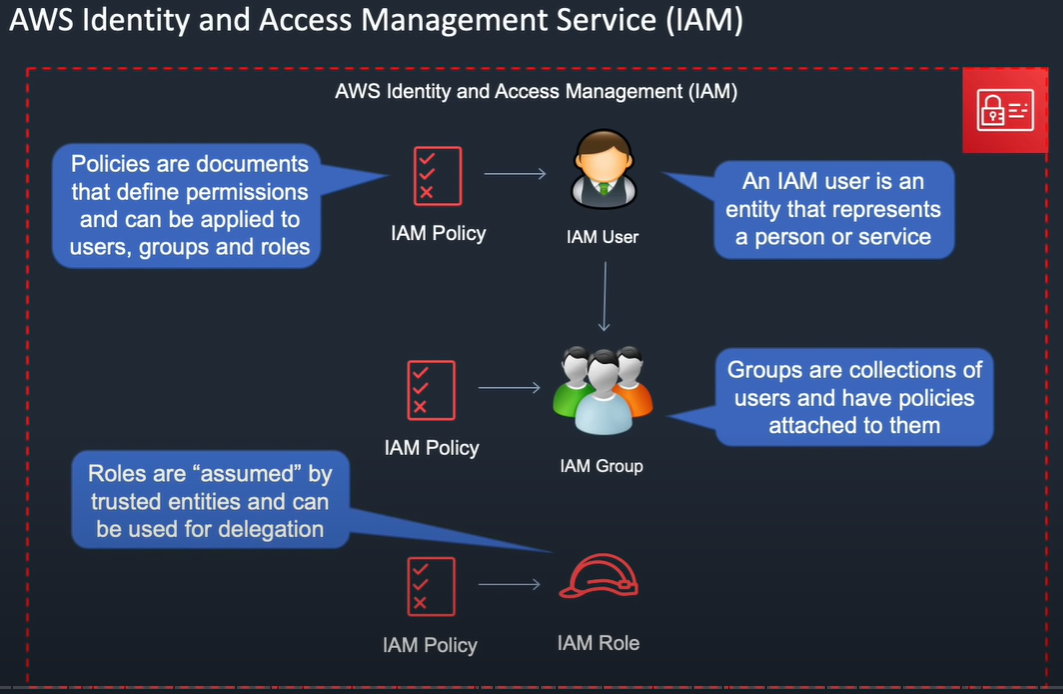 AWS Identity and Access Management Service (IAM)
AWS Identity and Access Management (IAM)
Policies are documents
that define permissions
and can be applied to
users, groups and roles
IAM Policy
IAM User
An IAM user is an
entity that represents
a person or service
IAM Policy
IAM Group
Groups are collections of
users and have policies
attached to them
Roles are “assumed” by
trusted entities and can
be used for delegation
IAM Policy
IAM Role